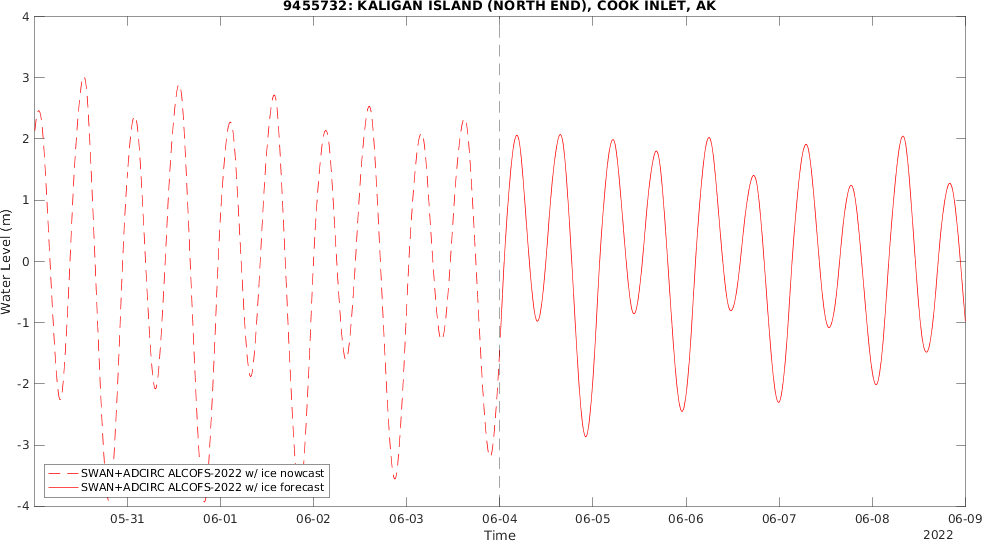 9455732: KALIGAN ISLAND (NORTH END), COOK INLET, AK
4
3
2
1
0
-1
-2
-3
-4
Water Level (m)
SWAN+ADCIRC ALCOFS-2022 w/ ice nowcast
SWAN+ADCIRC ALCOFS-2022 w/ ice forecast
05-31 06-01 06-02 06-03 06-04 06-05 06-06 06-07 06-08 06-09
Time
2022